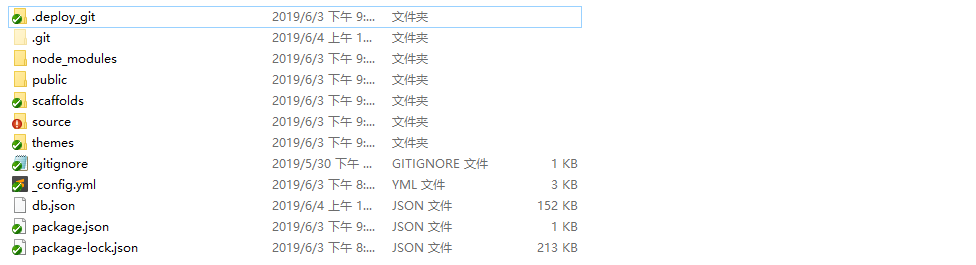 .deploy_git 2019/6/3 下午 9:... 文件夹
.git 2019/6/4 上午 1... 文件夹
node_modules 2019/6/3 下午 9:... 文件夹
public 2019/6/3 下午 9:... 文件夹
scaffolds 2019/6/3 下午 9:... 文件夹
source 2019/6/3 下午 9:... 文件夹
themes 2019/6/3 下午 9:... 文件夹
.gitignore 2019/5/30 下午 ... GITIGNORE 文件 1 KB
_config.yml 2019/6/3 下午 8:... YML 文件 3 KB
db.json 2019/6/4 上午 1... JSON 文件 152 KB
package.json 2019/6/3 下午 9:... JSON 文件 1 KB
package-lock.json 2019/6/3 下午 8:... JSON 文件 213 KB